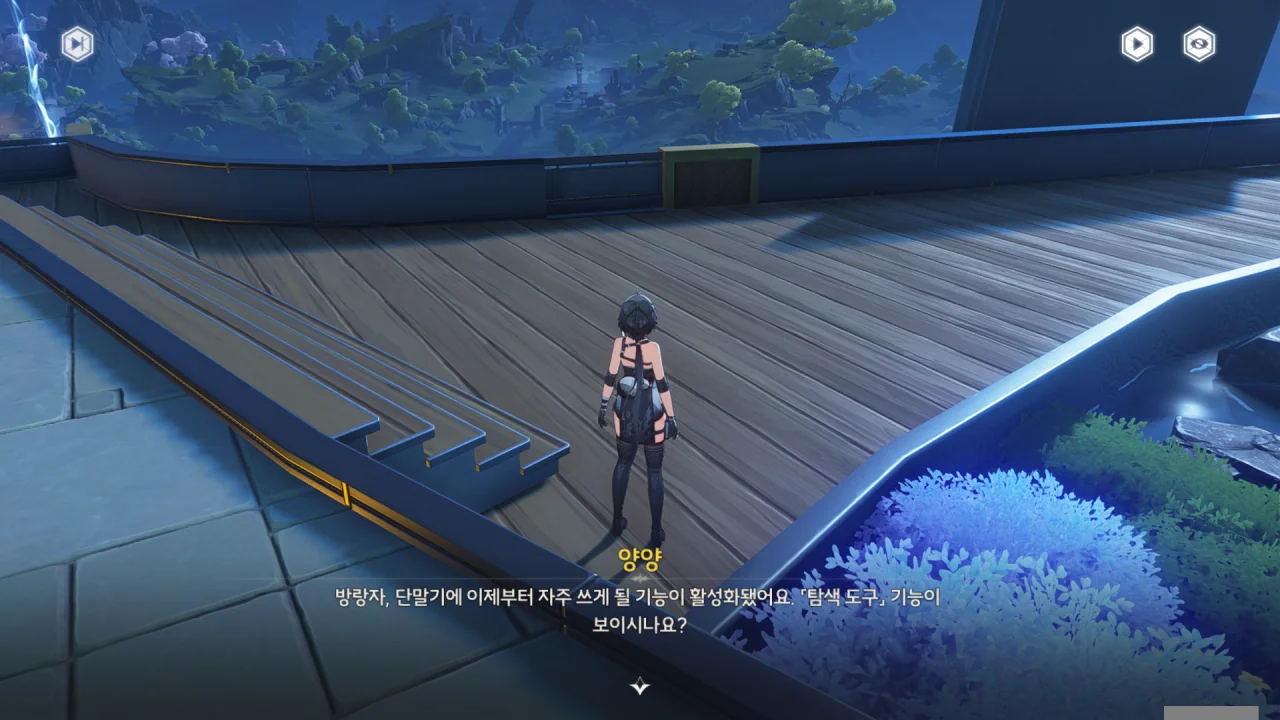 양양
방랑자, 단말기에 이제부터 자주 쓰게 될 기능이 활성화됐어요. 「탐색 도구」 기능이
보이시나요?